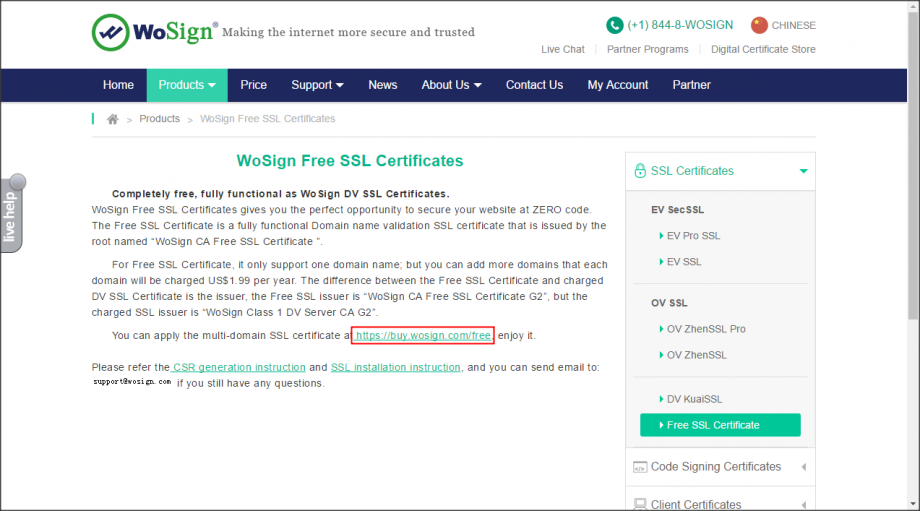 WoSign® Making the internet more secure and trusted
(+1) 844-8-WOSIGN CHINESE
Live Chat Partner Programs Digital Certificate Store
Home Products Price Support News About Us Contact Us My Account Partner
> Products > WoSign Free SSL Certificates
live help
WoSign Free SSL Certificates
Completely free, fully functional as WoSign DV SSL Certificates.
WoSign Free SSL Certificates gives you the perfect opportunity to secure your website at ZERO code.
The Free SSL Certificate is a fully functional Domain name validation SSL certificate that is issued by the
root named “WoSign CA Free SSL Certificate ”.
For Free SSL Certificate, it only support one domain name; but you can add more domains that each
domain will be charged US$1.99 per year. The difference between the Free SSL Certificate and charged
DV SSL Certificate is the issuer, the Free SSL issuer is “WoSign CA Free SSL Certificate G2”, but the
charged SSL issuer is “WoSign Class 1 DV Server CA G2”.
You can apply the multi-domain SSL certificate at https://buy.wosign.com/free, enjoy it.
Please refer the CSR generation instruction and SSL installation instruction, and you can send email to:
support@wosign.com if you still have any questions.
SSL Certificates
EV SecSSL
EV Pro SSL
EV SSL
OV SSL
OV ZhenSSL Pro
OV ZhenSSL
DV KuaiSSL
Free SSL Certificate
Code Signing Certificates
Client Certificates